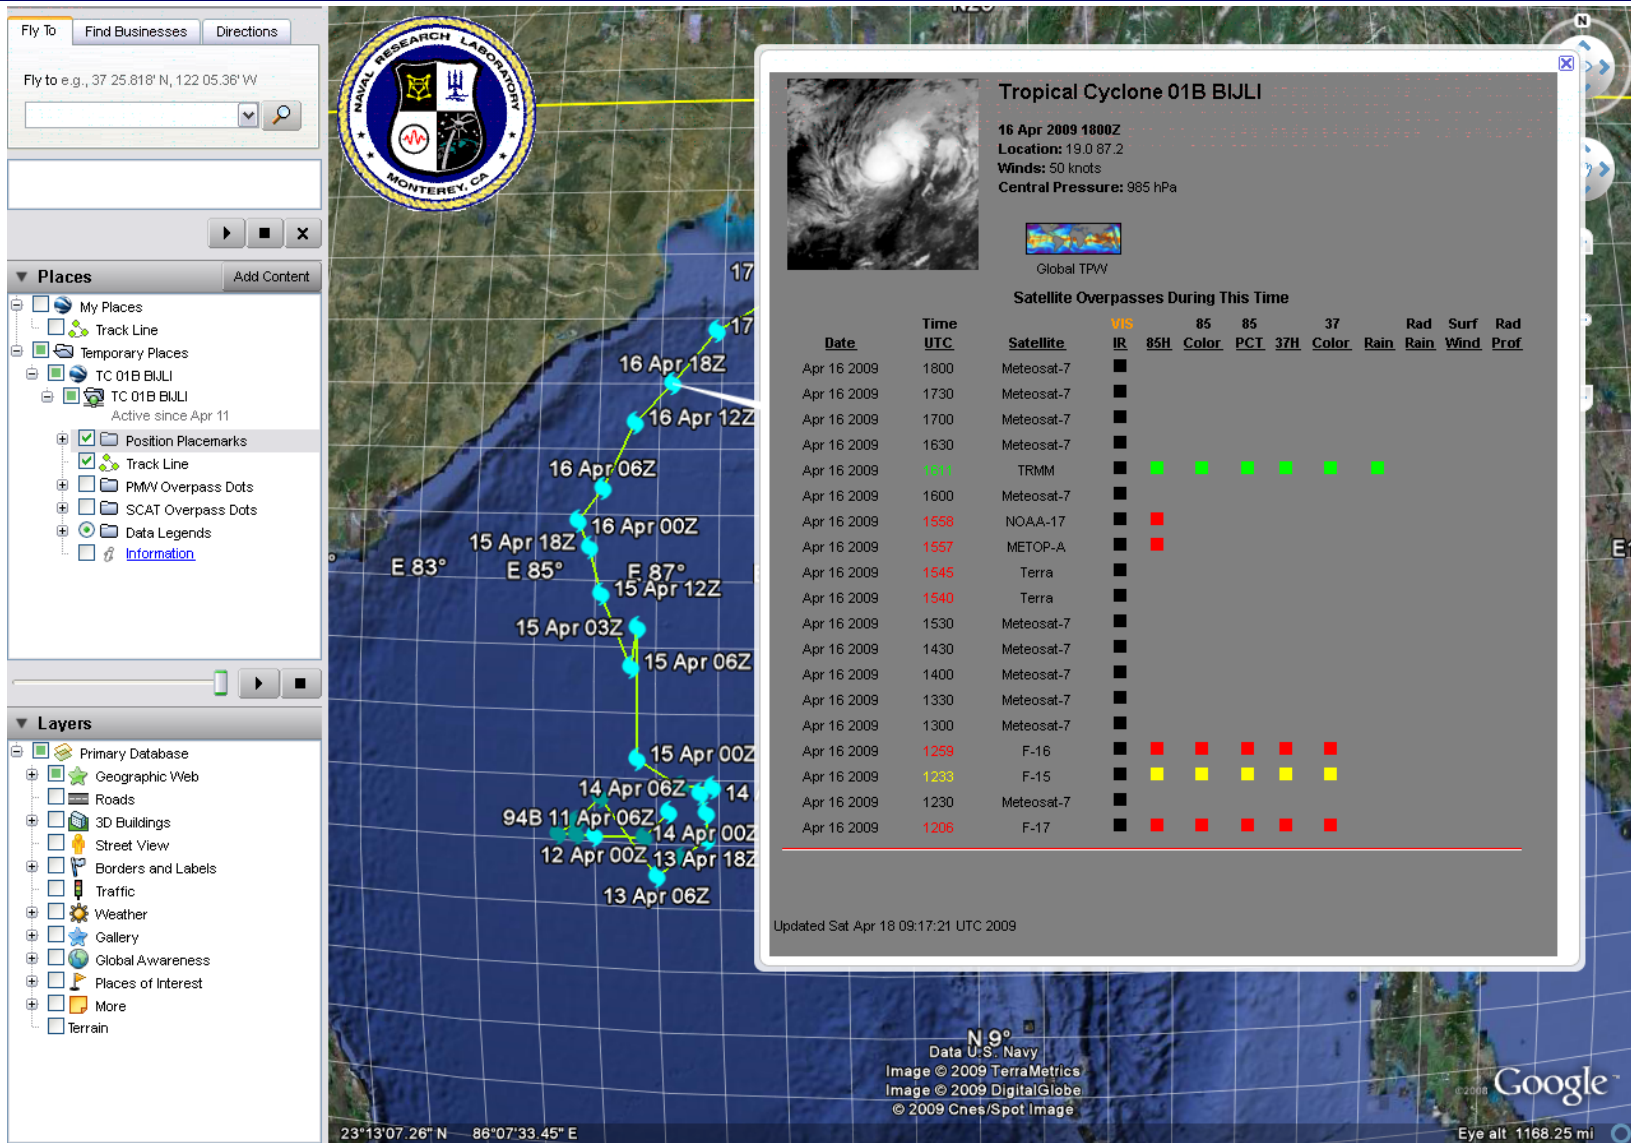 Fly To
Find Businesses
Directions
Fly to e.g., 37 25.818' N, 122 05.36' W
Places
Add Content
My Places
Track Line
Temporary Places
TC 01B BIJLI
TC 01B BIJLI
Active since Apr 11
Position Placemarks
Track Line
PMW Overpass Dots
SCAT Overpass Dots
Data Legends
Information
Layers
Primary Database
Geographic Web
Roads
3D Buildings
Street View
Borders and Labels
Traffic
Weather
Gallery
Global Awareness
Places of Interest
More
Terrain
NAVAL RESEARCH LABORATORY
MONTEREY, CA
N
17
17
16 Apr 18Z
16 Apr 12Z
16 Apr 06Z
16 Apr 00Z
15 Apr 18Z
E 83°
E 85°
E 87°
15 Apr 12Z
15 Apr 03Z
15 Apr 06Z
15 Apr 00Z
14 Apr 06Z
14
94B 11 Apr 06Z
14 Apr 00Z
12 Apr 00Z
13 Apr 18Z
13 Apr 06Z
Tropical Cyclone 01B BIJLI
16 Apr 2009 1800Z
Location: 19.0 87.2
Winds: 50 knots
Central Pressure: 985 hPa
Global TPW
Satellite Overpasses During This Time
Time VIS 85 85 37 Rad Surf Rad
Date UTC Satellite IR 85H Color PCT 37H Color Rain Rain Wind Prof
Apr 16 2009 1800 Meteosat-7
Apr 16 2009 1730 Meteosat-7
Apr 16 2009 1700 Meteosat-7
Apr 16 2009 1630 Meteosat-7
Apr 16 2009 1611 TRMM
Apr 16 2009 1600 Meteosat-7
Apr 16 2009 1558 NOAA-17
Apr 16 2009 1557 METOP-A
Apr 16 2009 1545 Terra
Apr 16 2009 1540 Terra
Apr 16 2009 1530 Meteosat-7
Apr 16 2009 1430 Meteosat-7
Apr 16 2009 1400 Meteosat-7
Apr 16 2009 1330 Meteosat-7
Apr 16 2009 1300 Meteosat-7
Apr 16 2009 1259 F-16
Apr 16 2009 1233 F-15
Apr 16 2009 1230 Meteosat-7
Apr 16 2009 1206 F-17
Updated Sat Apr 18 09:17:21 UTC 2009
N 9°
Data U.S. Navy
Image © 2009 TerraMetrics
Image © 2009 DigitalGlobe
© 2009 Cnes/Spot Image
©2008 Google
23°13'07.26" N 86°07'33.45" E
Eye alt 1168.25 mi